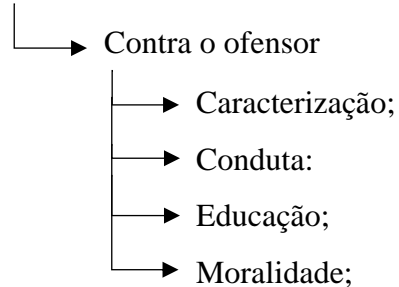 Contra o ofensor
Caracterização;
Conduta:
Educação;
Moralidade;